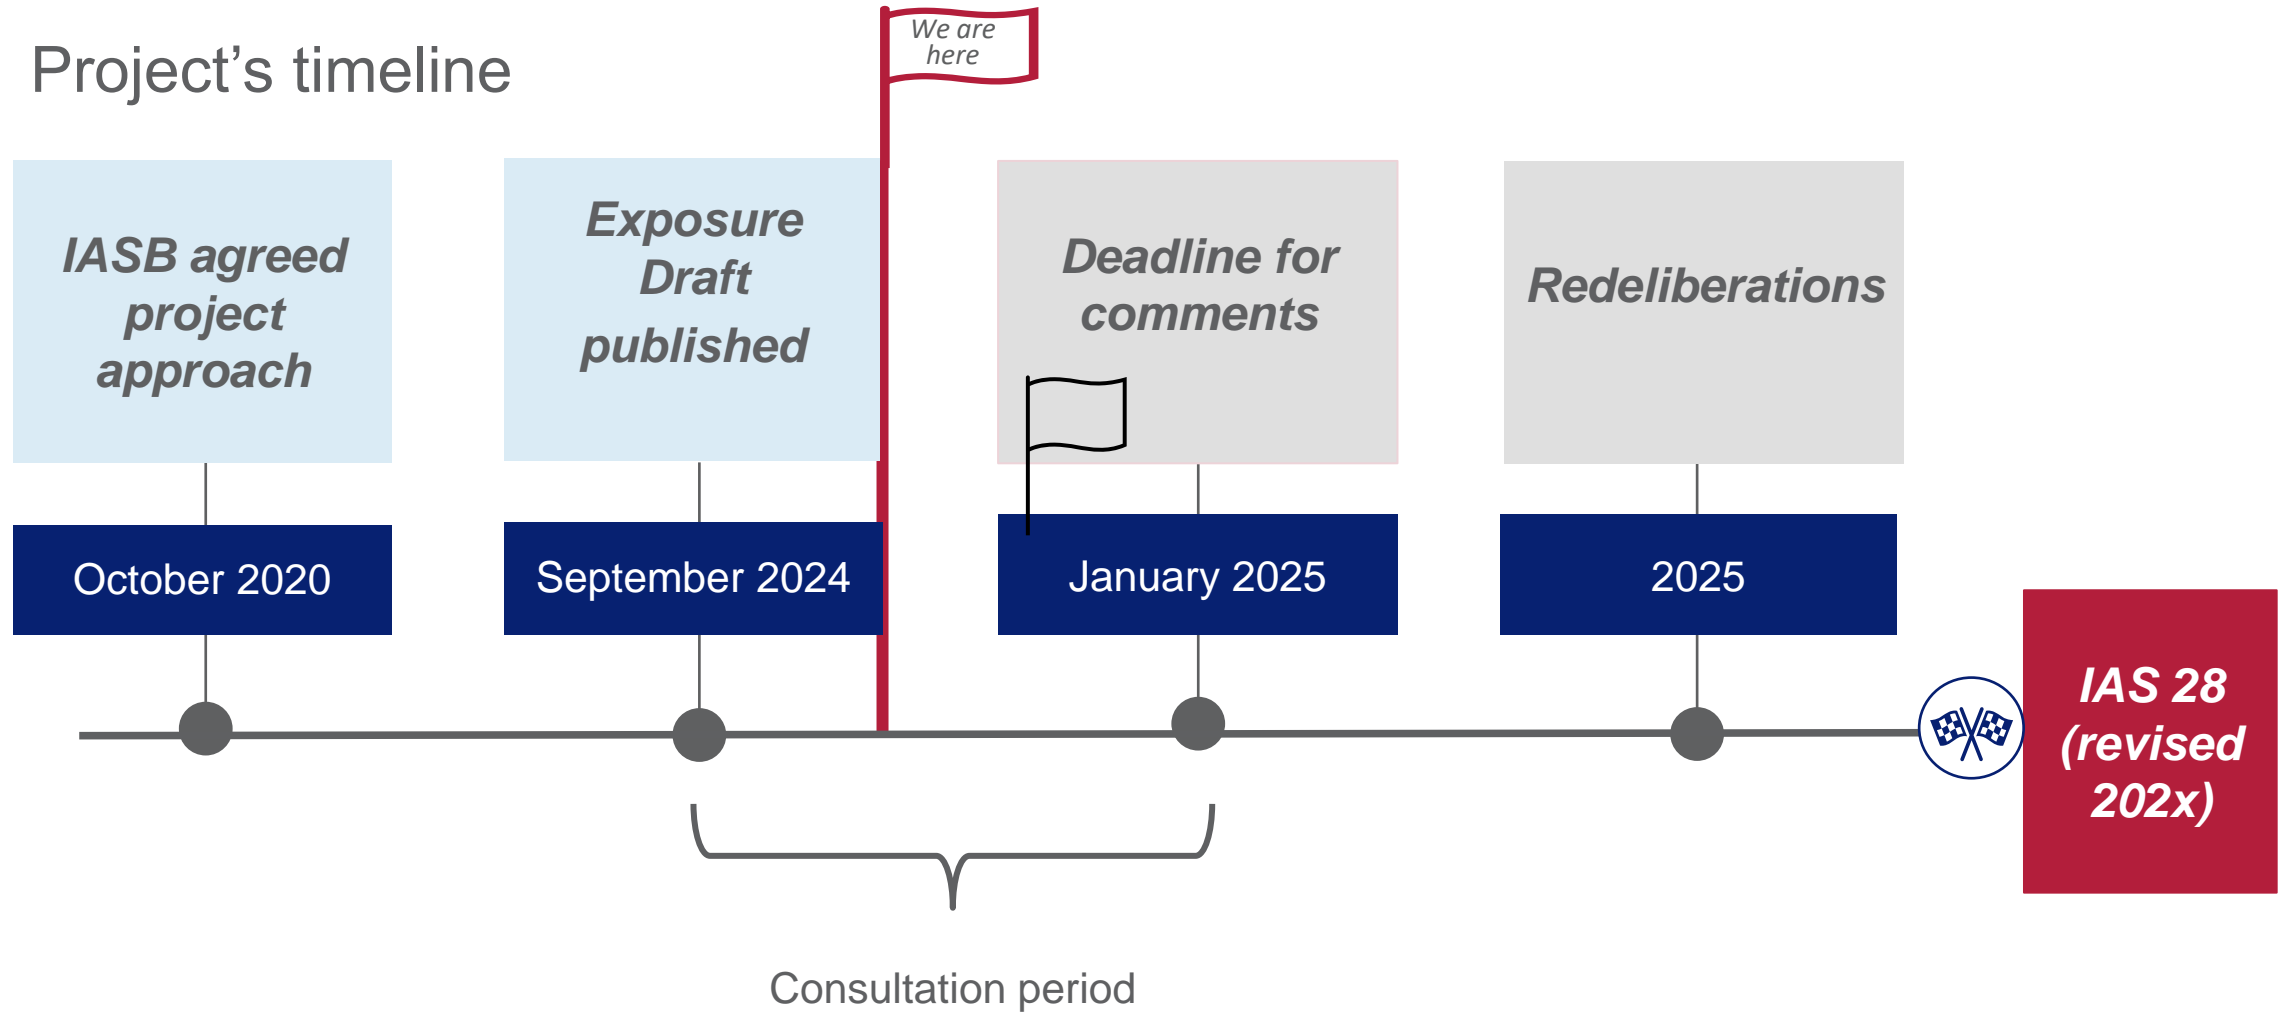 We are
here
Project’s timeline
IASB agreed
project
approach
Exposure
Draft
published
Deadline for
comments
Redeliberations
October 2020
September 2024
January 2025
2025
IAS 28
(revised
202x)
Consultation period